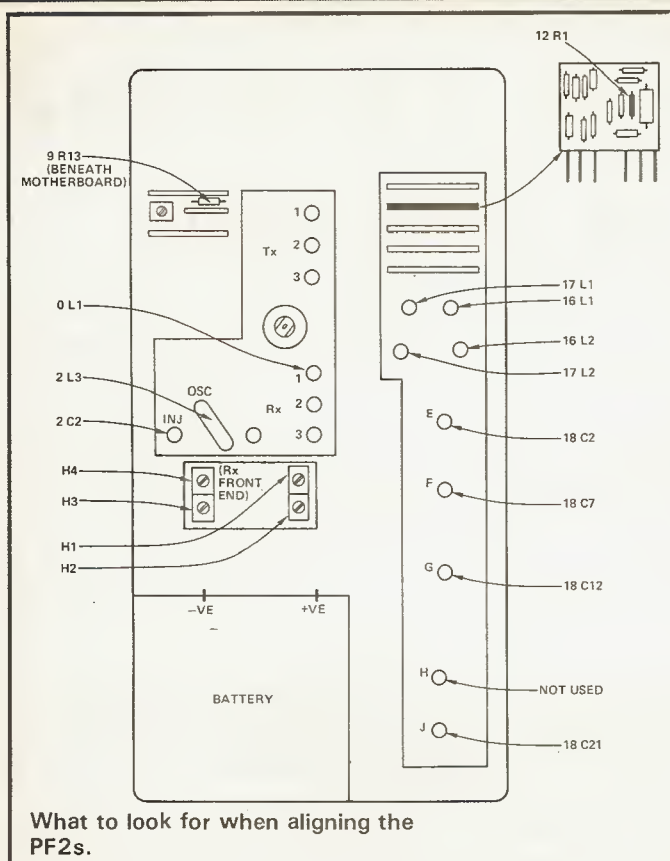 12 R1
9 R13
(BENEATH
MOTHERBOARD)
1
Tx
2
3
17 L1
16 L1
0 L1
16 L2
2 L3
17 L2
1
OSC
Rx
2
2 C2
INJ
3
E
18 C2
H4
(Rx
FRONT
END)
H3
F
18 C7
H1
H2
G
18 C12
–VE
+VE
H
NOT USED
BATTERY
J
18 C21
What to look for when aligning the
PF2s.